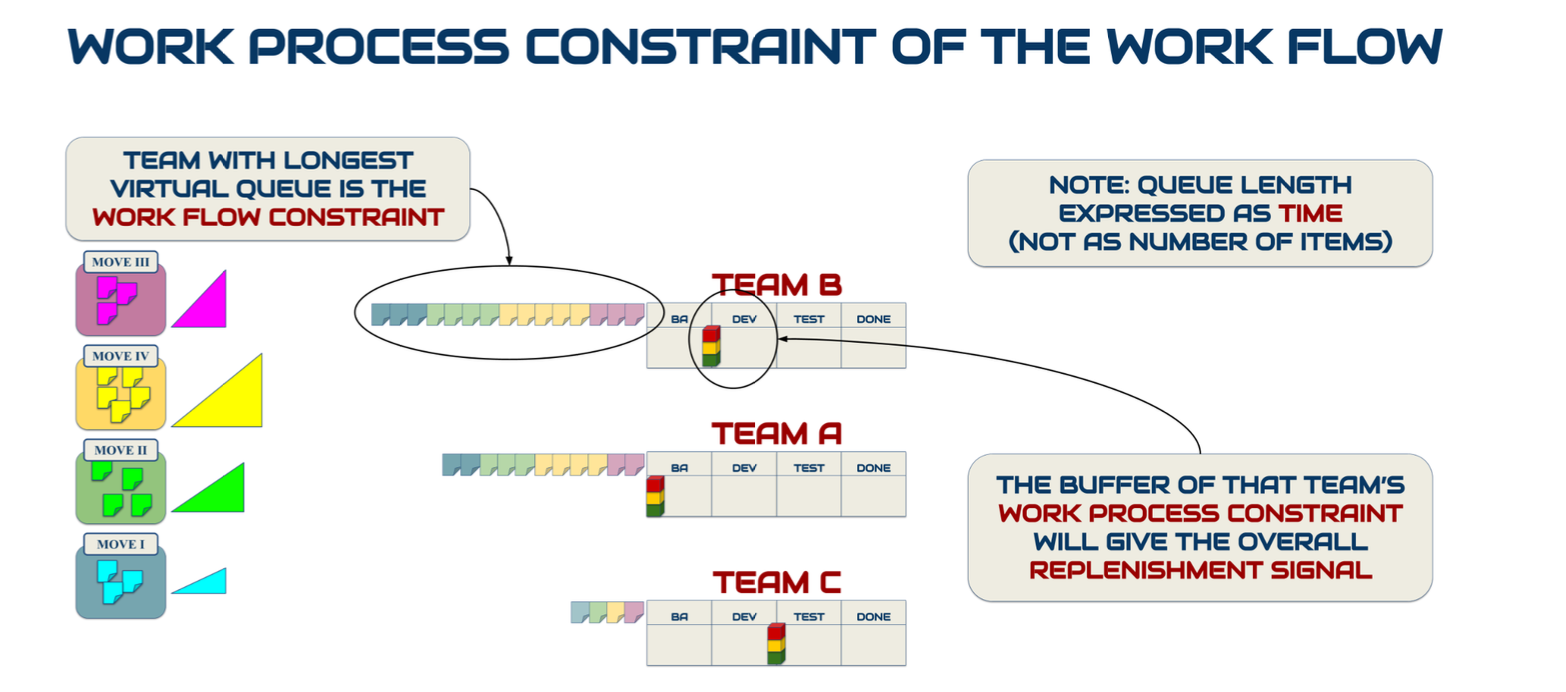 WORK PROCESS CONSTRAINT OF THE WORK FLOW
TEAM WITH LONGEST
VIRTUAL QUEUE IS THE
WORK FLOW CONSTRAINT
NOTE: QUEUE LENGTH
EXPRESSED AS TIME
(NOT AS NUMBER OF ITEMS)
MOVE III
MOVE IV
MOVE II
MOVE I
TEAM B
BA DEV TEST DONE
TEAM A
BA DEV TEST DONE
TEAM C
BA DEV TEST DONE
THE BUFFER OF THAT TEAM'S
WORK PROCESS CONSTRAINT
WILL GIVE THE OVERALL
REPLENISHMENT SIGNAL